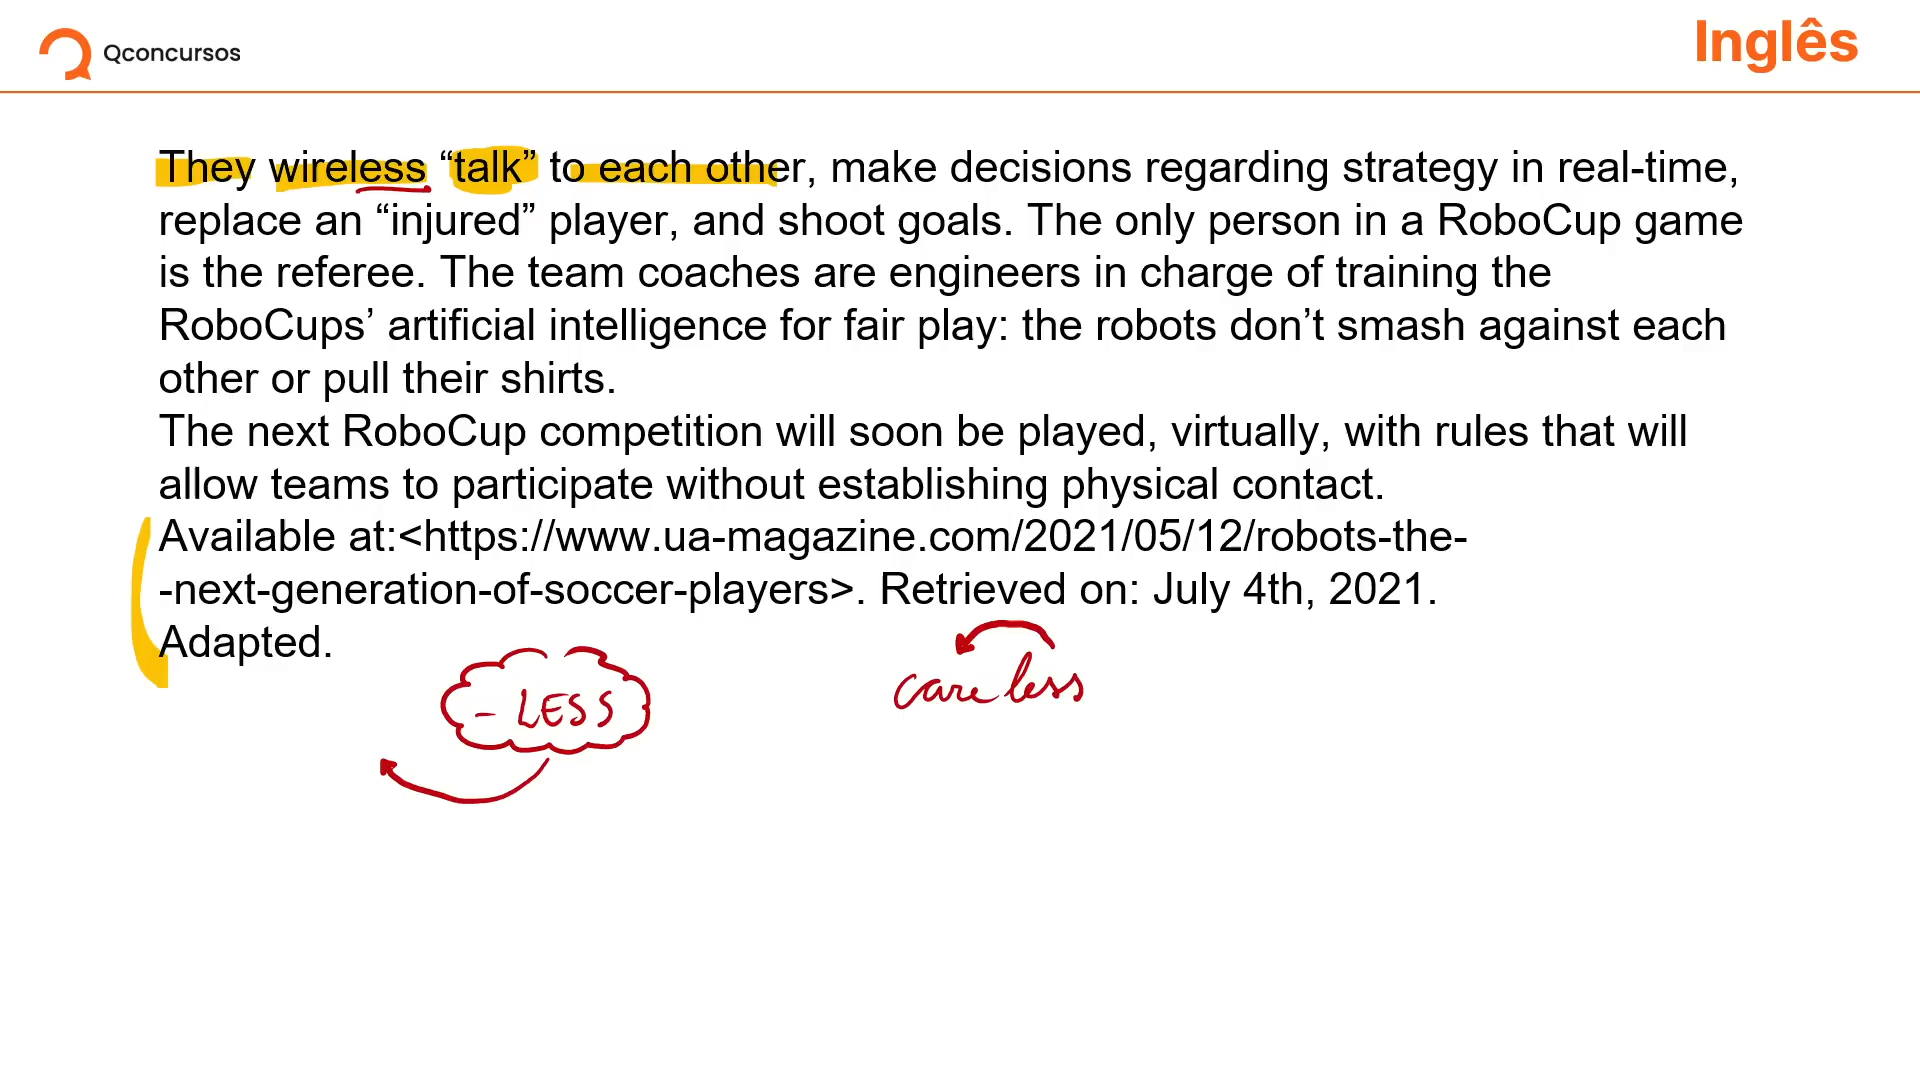 Qconcursos
Inglês
They wireless “talk” to each other, make decisions regarding strategy in real-time,
replace an “injured” player, and shoot goals. The only person in a RoboCup game
is the referee. The team coaches are engineers in charge of training the
RoboCups’ artificial intelligence for fair play: the robots don’t smash against each
other or pull their shirts.
The next RoboCup competition will soon be played, virtually, with rules that will
allow teams to participate without establishing physical contact.
Available at:<https://www.ua-magazine.com/2021/05/12/robots-the-
-next-generation-of-soccer-players>. Retrieved on: July 4th, 2021.
Adapted.
- LESS
careless